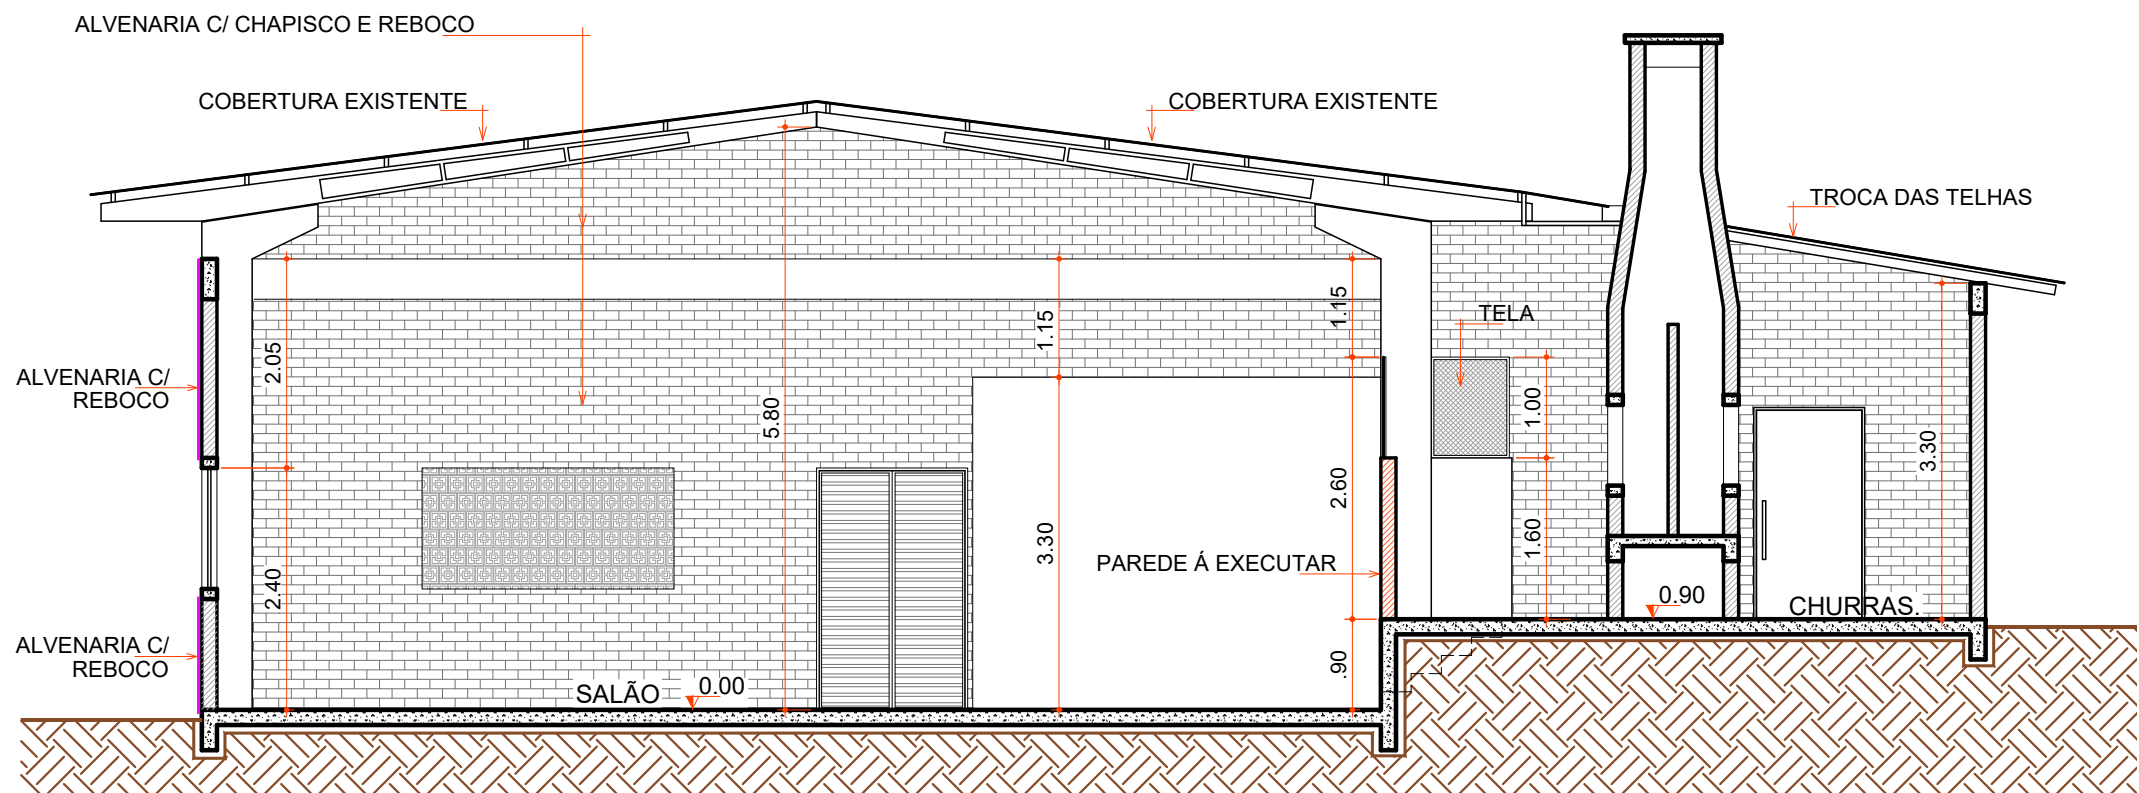 ALVENARIA C/ CHAPISCO E REBOCO
COBERTURA EXISTENTE
COBERTURA EXISTENTE
TROCA DAS TELHAS
TELA
1.15
1.15
2.05
ALVENARIA C/
REBOCO
5.80
1.00
3.30
2.60
3.30
1.60
PAREDE Á EXECUTAR
2.40
0.90
CHURRAS.
ALVENARIA C/
REBOCO
.90
SALÃO
0.00